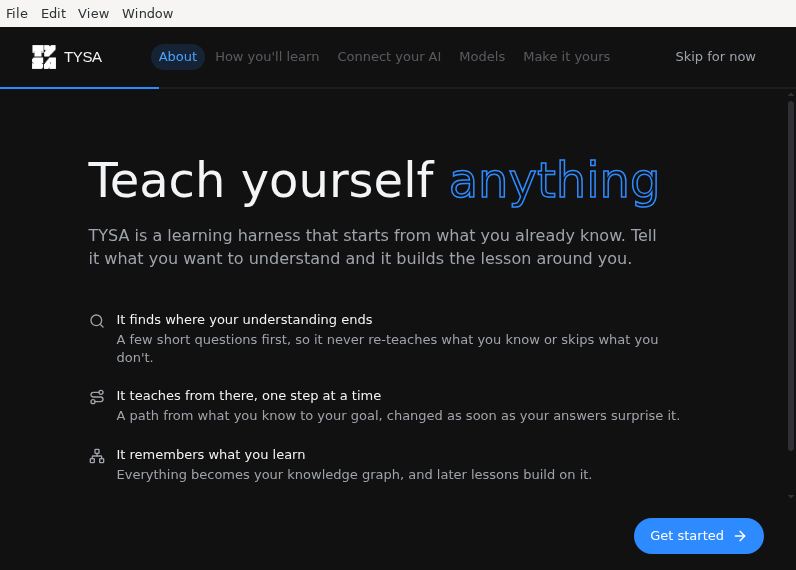 File Edit View Window
TYSA About How you'll learn Connect your AI Models Make it yours Skip for now
Teach yourself anything
TYSA is a learning harness that starts from what you already know. Tell
it what you want to understand and it builds the lesson around you.
It finds where your understanding ends
A few short questions first, so it never re-teaches what you know or skips what you
don't.
It teaches from there, one step at a time
A path from what you know to your goal, changed as soon as your answers surprise it.
It remembers what you learn
Everything becomes your knowledge graph, and later lessons build on it.
Get started